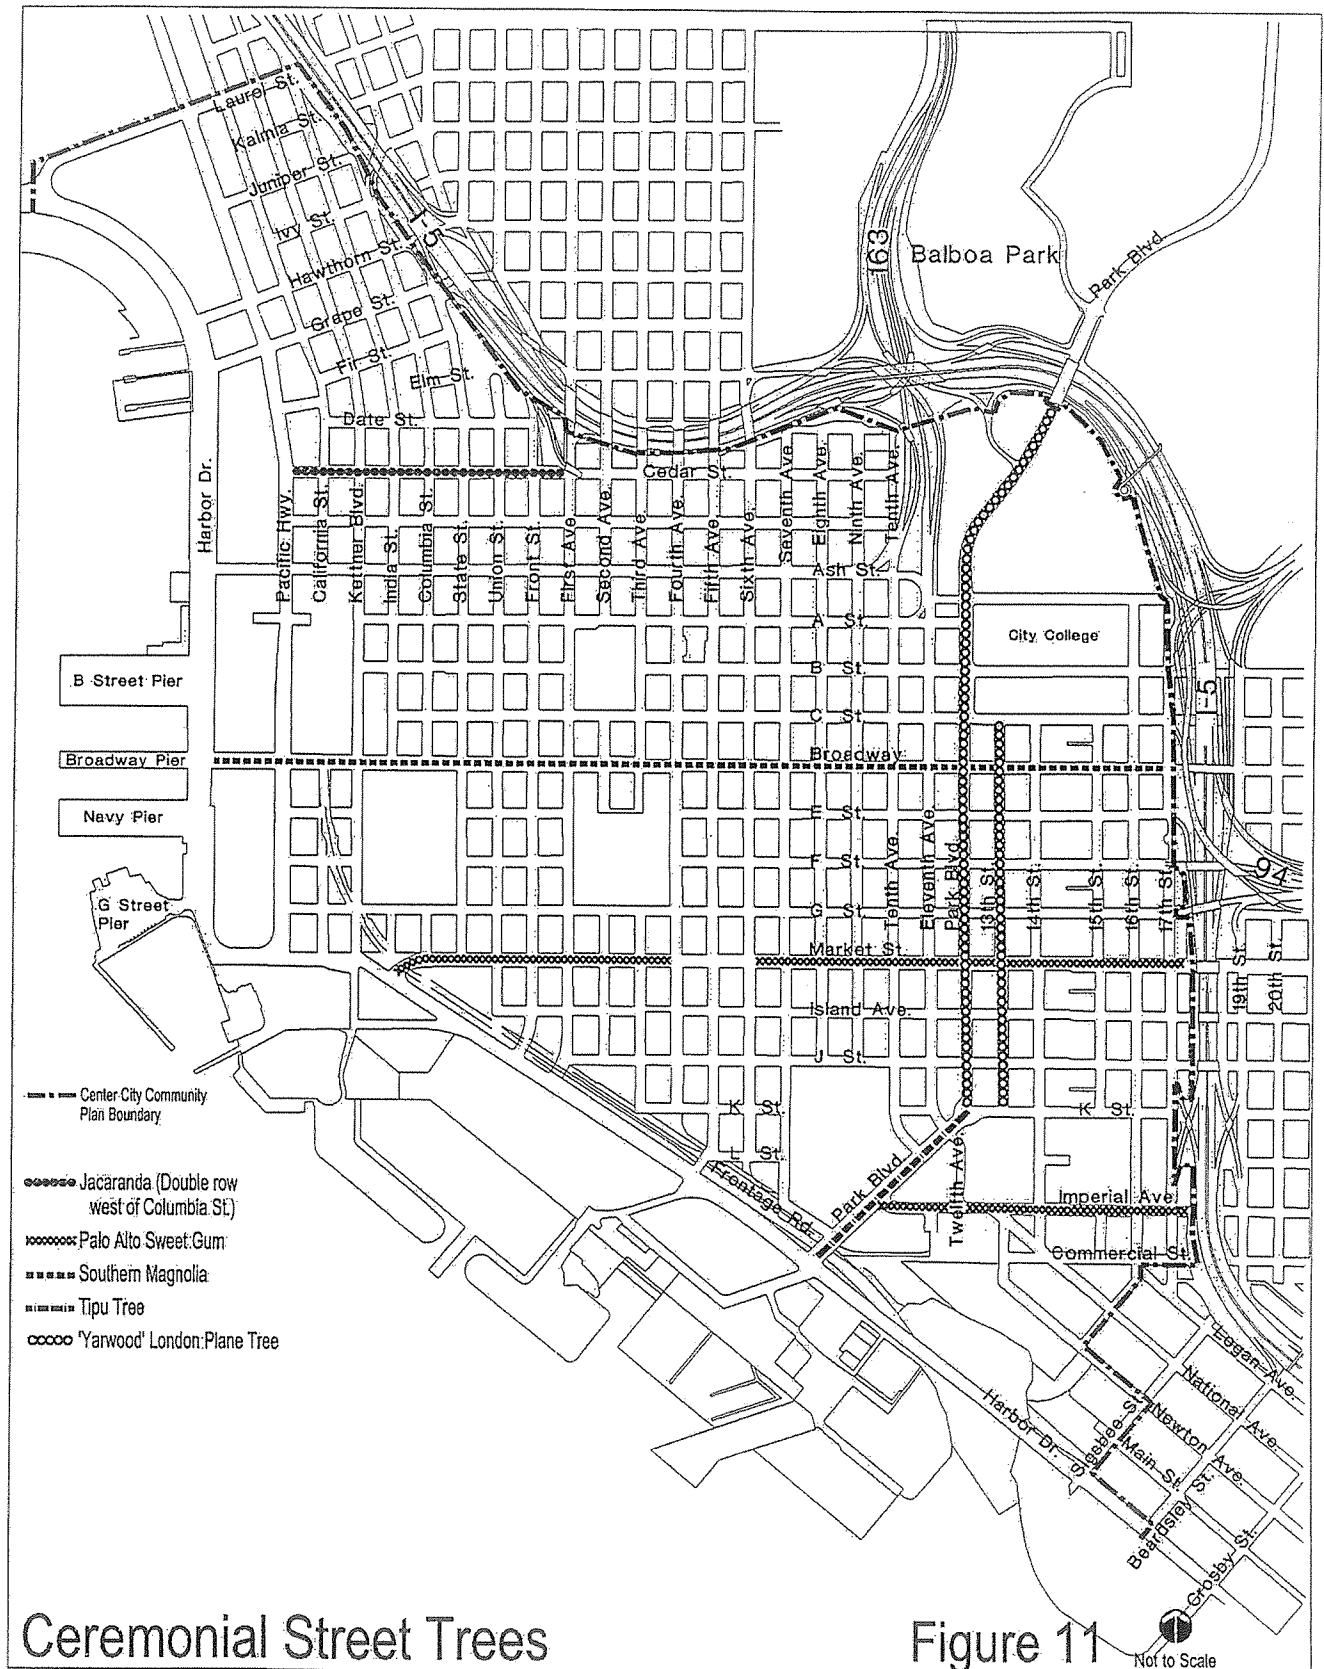 Laurel St.
Kalmia St.
Juniper St.
Ivy St.
Hawthorn St.
Grape St.
Fir St.
Elm St.
Date St.
Cedar St.
I-5
163
Balboa Park
Park Blvd.
Harbor Dr.
Pacific Hwy.
California St.
Kettner Blvd.
India St.
Columbia St.
State St.
Union St.
Front St.
First Ave.
Second Ave.
Third Ave.
Fourth Ave.
Fifth Ave.
Sixth Ave.
Seventh Ave.
Eighth Ave.
Ninth Ave.
Tenth Ave.
Ash St.
A St.
B St.
C St.
City College
I-5
B Street Pier
Broadway Pier
Broadway
Navy Pier
E St.
F St.
G St.
G Street
Pier
Tenth Ave.
Eleventh Ave.
Park Blvd.
13th St.
14th St.
15th St.
16th St.
17th St.
94
19th St.
20th St.
Market St.
Island Ave.
J St.
K St.
K St.
L St.
Frontage Rd.
Park Blvd.
Twelfth Ave.
Imperial Ave.
Commercial St.
Logan Ave.
National Ave.
Newton Ave.
Main St.
Sigsbee St.
Harbor Dr.
Beardsley St.
Crosby St.
Center City Community
Plan Boundary
Jacaranda (Double row
west of Columbia St.)
Palo Alto Sweet Gum
Southern Magnolia
Tipu Tree
'Yarwood' London Plane Tree
Ceremonial Street Trees
Figure 11
Not to Scale